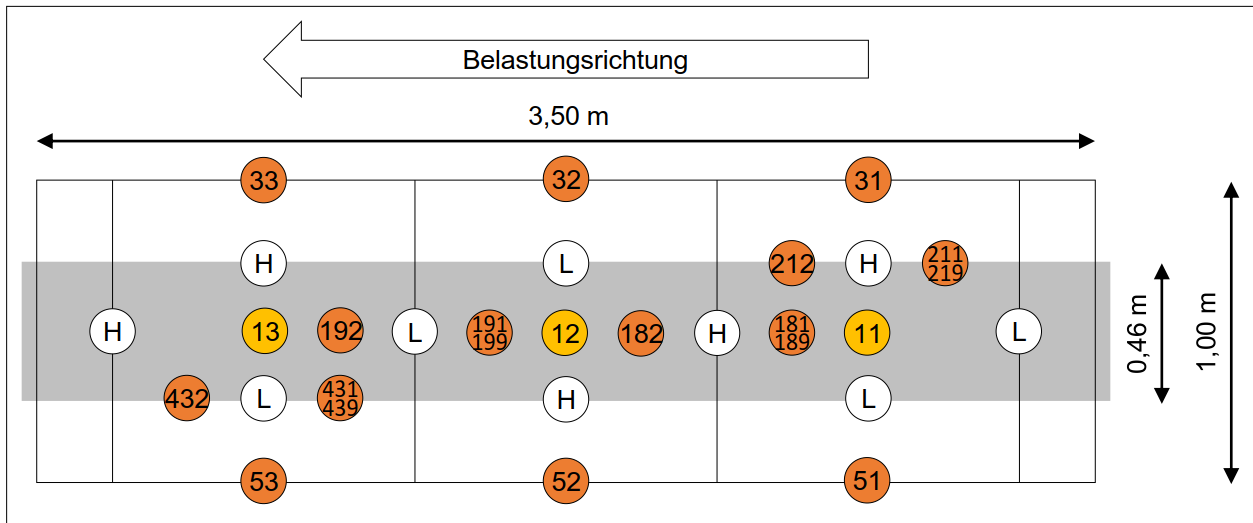 Belastungsrichtung
3,50 m
33 32 31
H L H
212
211
219
H 13 192 L 191
199 12 182 H 181
189 11 L
432 L 431
439 H L
53 52 51
0,46 m
1,00 m